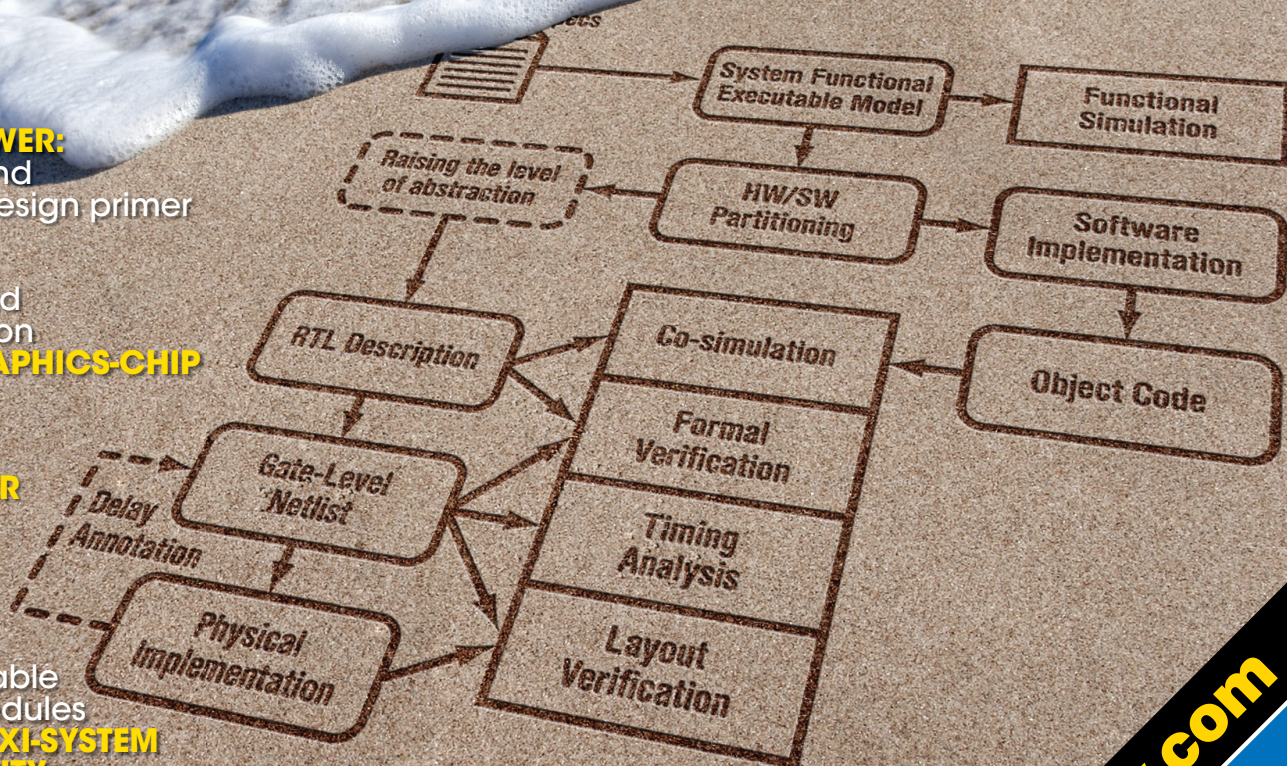 System Functional
Executable Model
Functional
Simulation
Raising the level
of abstraction
HW/SW
Partitioning
Software
Implementation
RTL Description
Co-simulation
Object Code
Formal
Verification
Gate-Level
Netlist
Delay
Annotation
Timing
Analysis
Physical
Implementation
Layout
Verification
WER:
nd
esign primer
d
on
APHICS-CHIP
R
able
dules
XI-SYSTEM
.com